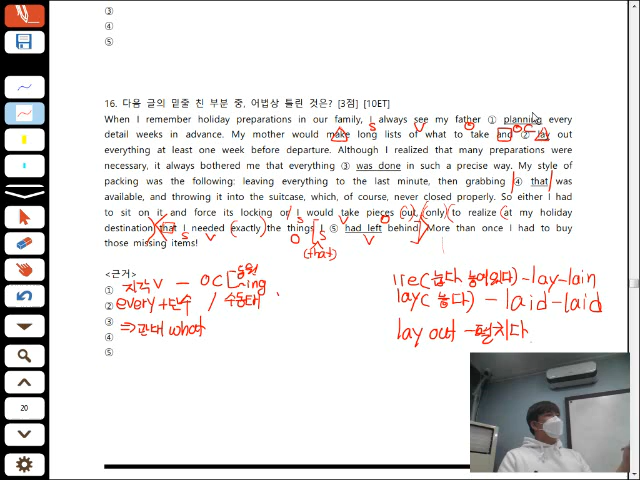 ③
④
⑤
16. 다음 글의 밑줄 친 부분 중, 어법상 틀린 것은? [3점] [10ET]
When I remember holiday preparations in our family, I always see my father ① planning every
detail weeks in advance. My mother would make long lists of what to take and ② lay out
everything at least one week before departure. Although I realized that many preparations were
necessary, it always bothered me that everything ③ was done in such a precise way. My style of
packing was the following: leaving everything to the last minute, then grabbing ④ that was
available, and throwing it into the suitcase, which, of course, never closed properly. So either I had
to sit on it and force its locking or I would take pieces out, only to realize at my holiday
destination that I needed exactly the things I ⑤ had left behind. More than once I had to buy
those missing items!
S V O OC
S V O
S V O S V
(that)
<근거>
① 지각V - OC 동원 ~ing
② every+단수 / 수동태
③ ⇒관대 what
④
⑤
lie( 눕다 놓여있다) - lay - lain
lay( 놓다) - laid - laid
lay out - 펼치다.
20